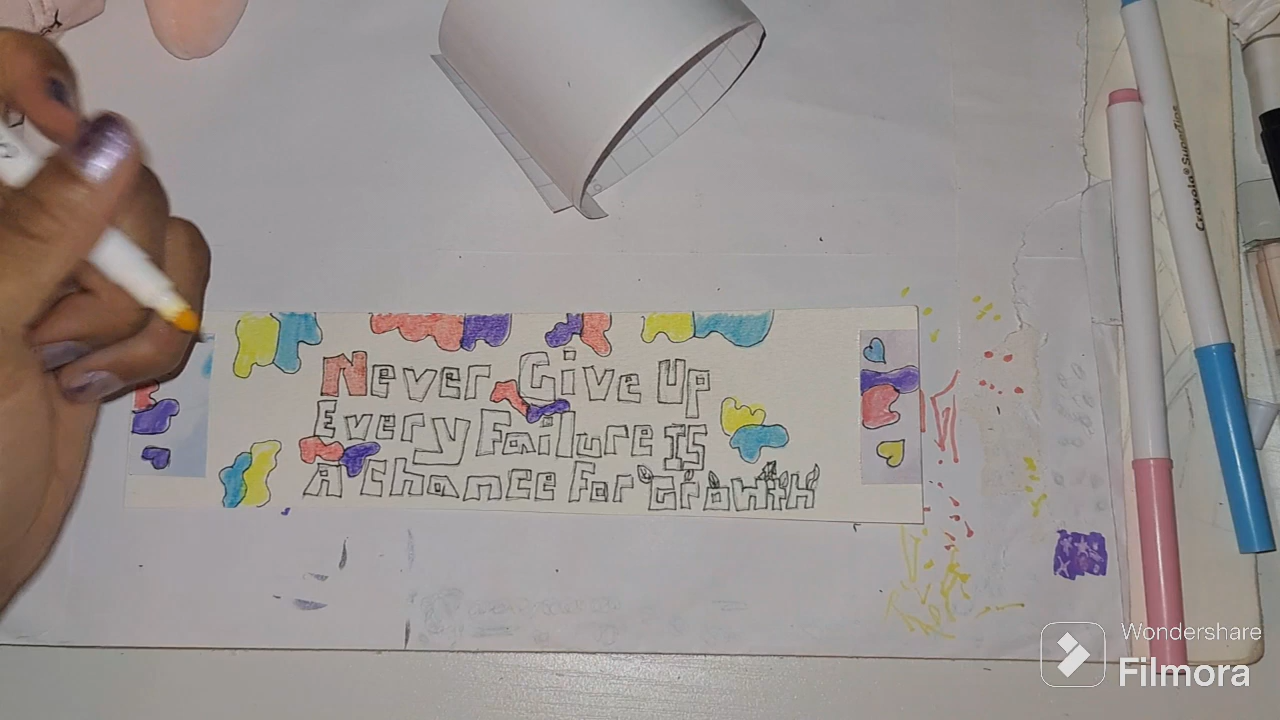 Never Give Up
Every Failure Is
A Chance For Growth
Crayola® SuperTips
Wondershare
Filmora